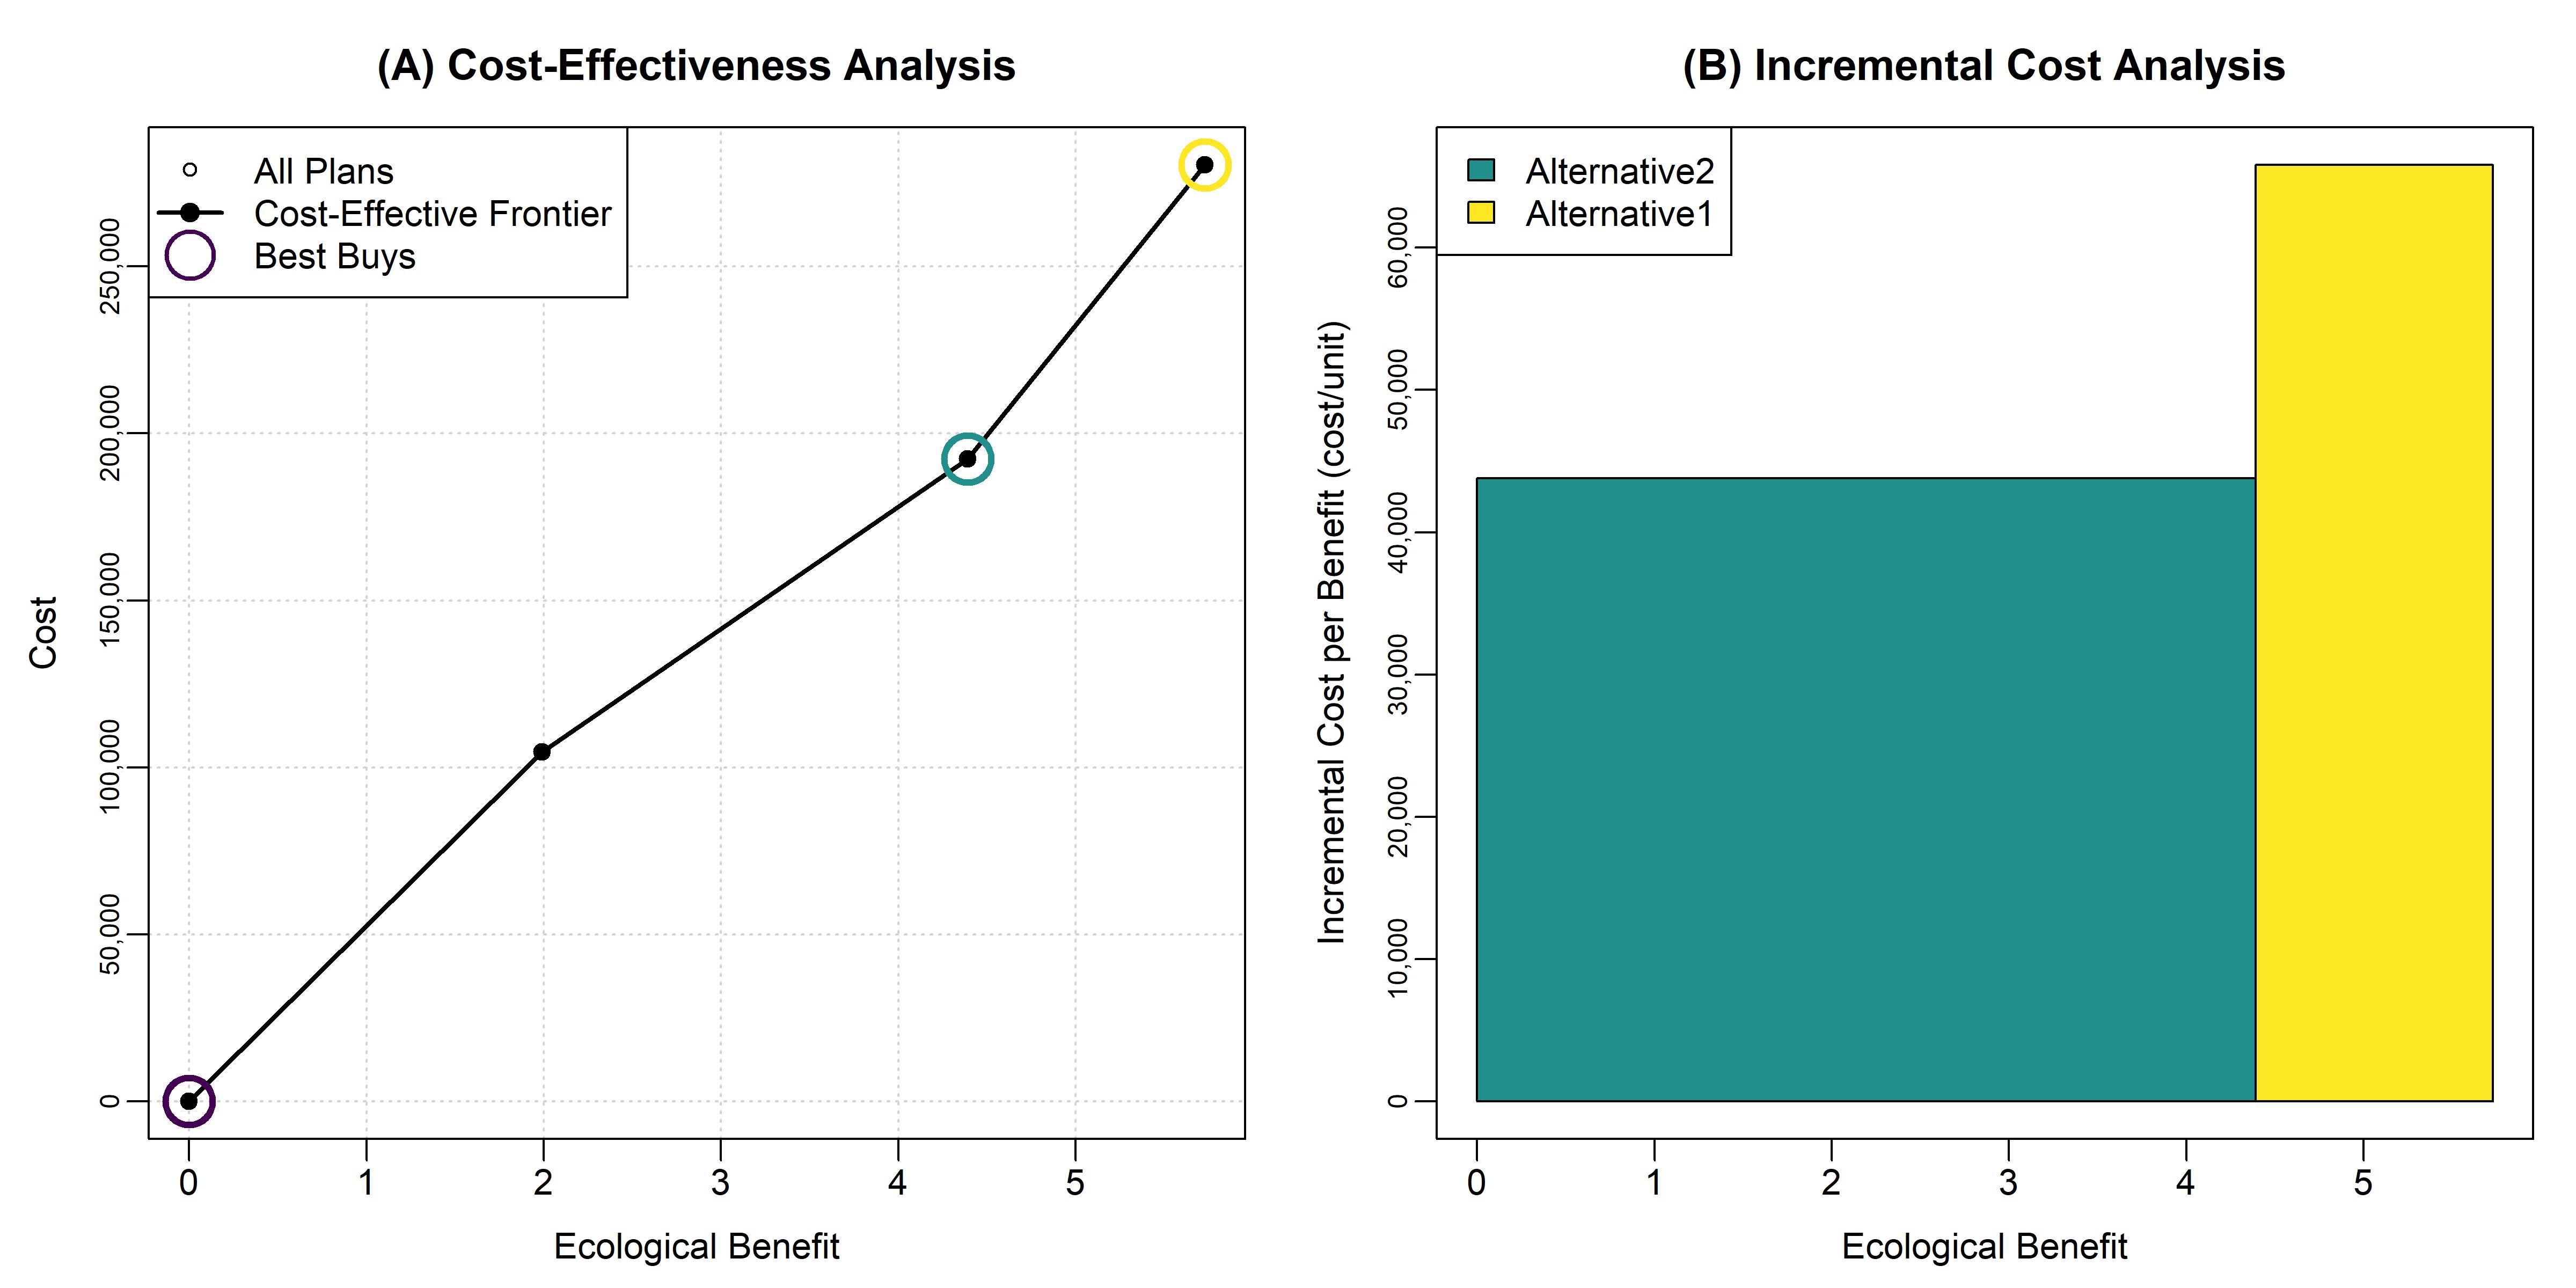 (A) Cost-Effectiveness Analysis
All Plans
Cost-Effective Frontier
Best Buys
Cost
250,000
200,000
150,000
100,000
50,000
0
0 1 2 3 4 5
Ecological Benefit
(B) Incremental Cost Analysis
Alternative2
Alternative1
Incremental Cost per Benefit (cost/unit)
60,000
50,000
40,000
30,000
20,000
10,000
0
0 1 2 3 4 5
Ecological Benefit